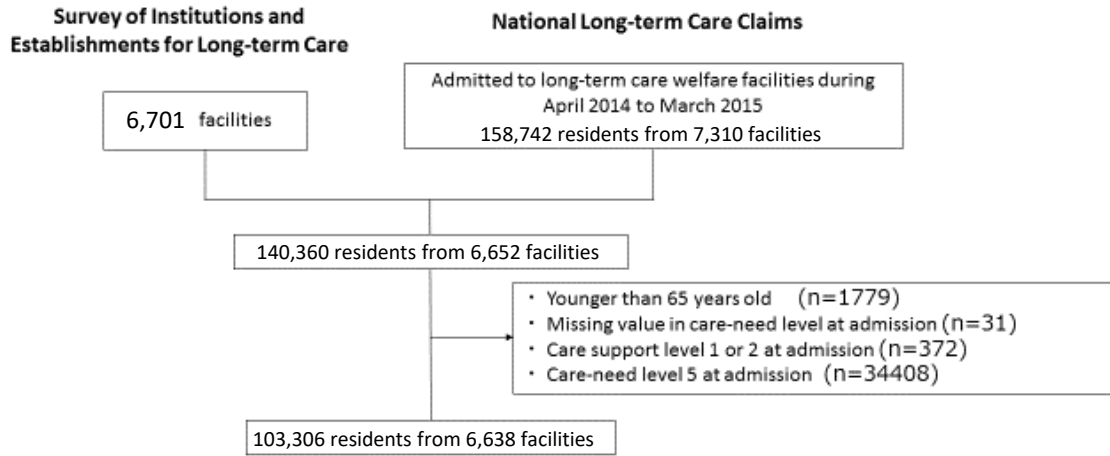 Survey of Institutions and
Establishments for Long-term Care
National Long-term Care Claims
6,701 facilities
Admitted to long-term care welfare facilities during
April 2014 to March 2015
158,742 residents from 7,310 facilities
140,360 residents from 6,652 facilities
・ Younger than 65 years old (n=1779)
・ Missing value in care-need level at admission (n=31)
・ Care support level 1 or 2 at admission (n=372)
・ Care-need level 5 at admission (n=34408)
103,306 residents from 6,638 facilities